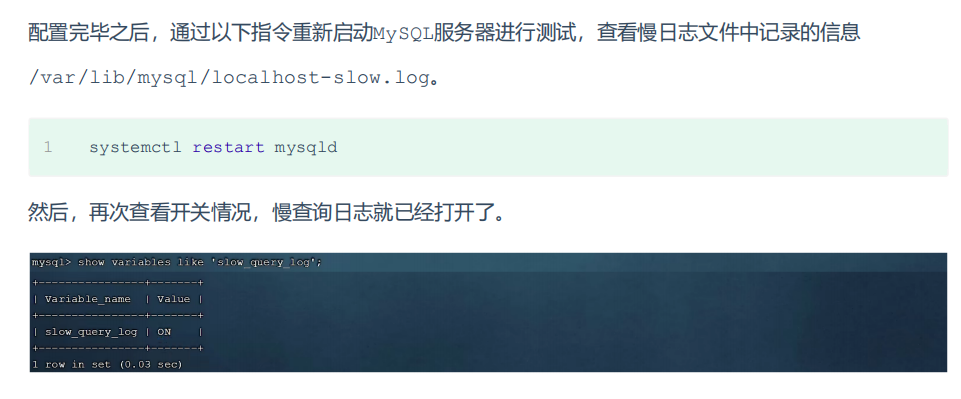 配置完毕之后，通过以下指令重新启动MySQL服务器进行测试，查看慢日志文件中记录的信息
/var/lib/mysql/localhost-slow.log。
1 systemctl restart mysqld
然后，再次查看开关情况，慢查询日志就已经打开了。
mysql> show variables like 'slow_query_log';
+----------------+-------+
| Variable_name  | Value |
+----------------+-------+
| slow_query_log | ON    |
+----------------+-------+
1 row in set (0.03 sec)